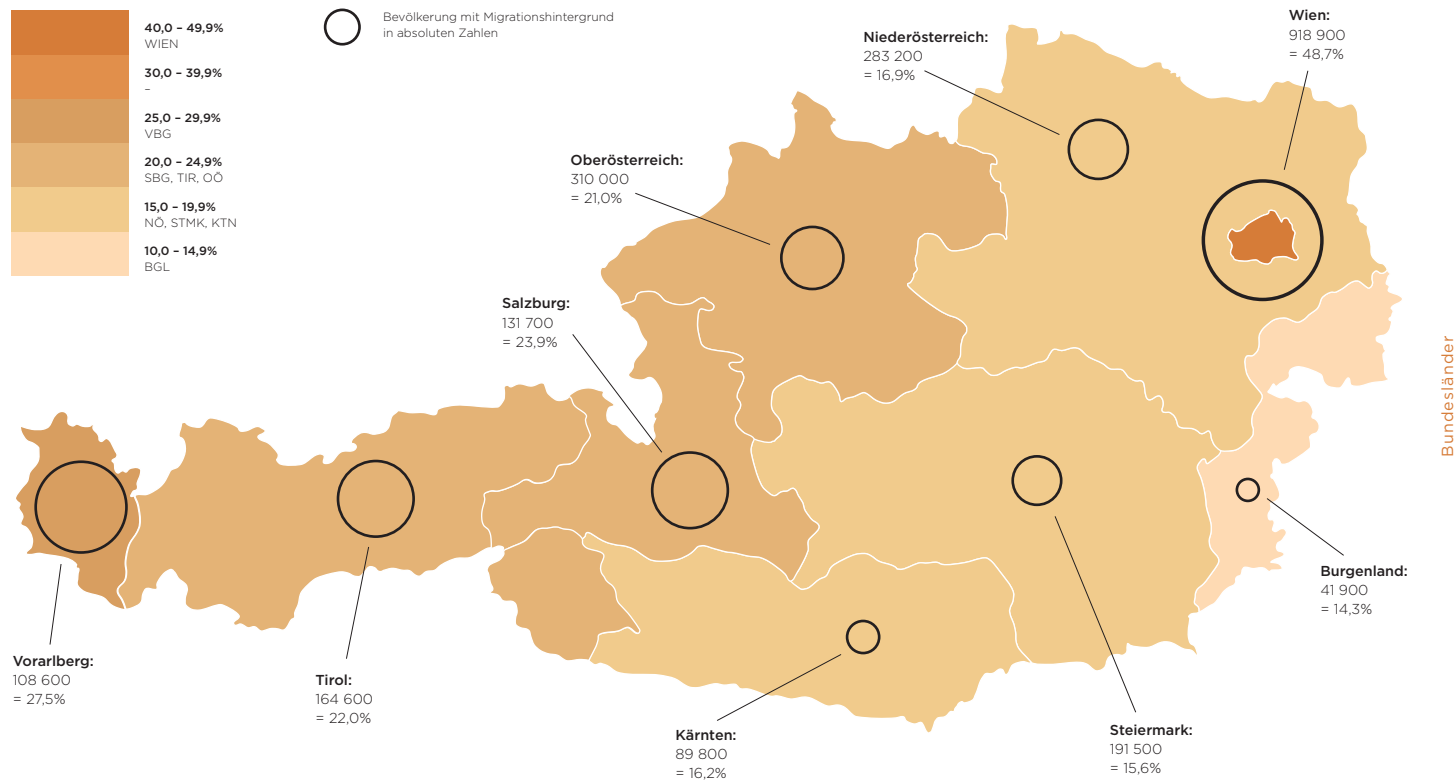 40,0 – 49,9%
WIEN
30,0 – 39,9%
–
25,0 – 29,9%
VBG
20,0 – 24,9%
SBG, TIR, OÖ
15,0 – 19,9%
NÖ, STMK, KTN
10,0 – 14,9%
BGL
Bevölkerung mit Migrationshintergrund
in absoluten Zahlen
Niederösterreich:
283 200
= 16,9%
Wien:
918 900
= 48,7%
Oberösterreich:
310 000
= 21,0%
Salzburg:
131 700
= 23,9%
Bundesländer
Burgenland:
41 900
= 14,3%
Vorarlberg:
108 600
= 27,5%
Tirol:
164 600
= 22,0%
Kärnten:
89 800
= 16,2%
Steiermark:
191 500
= 15,6%